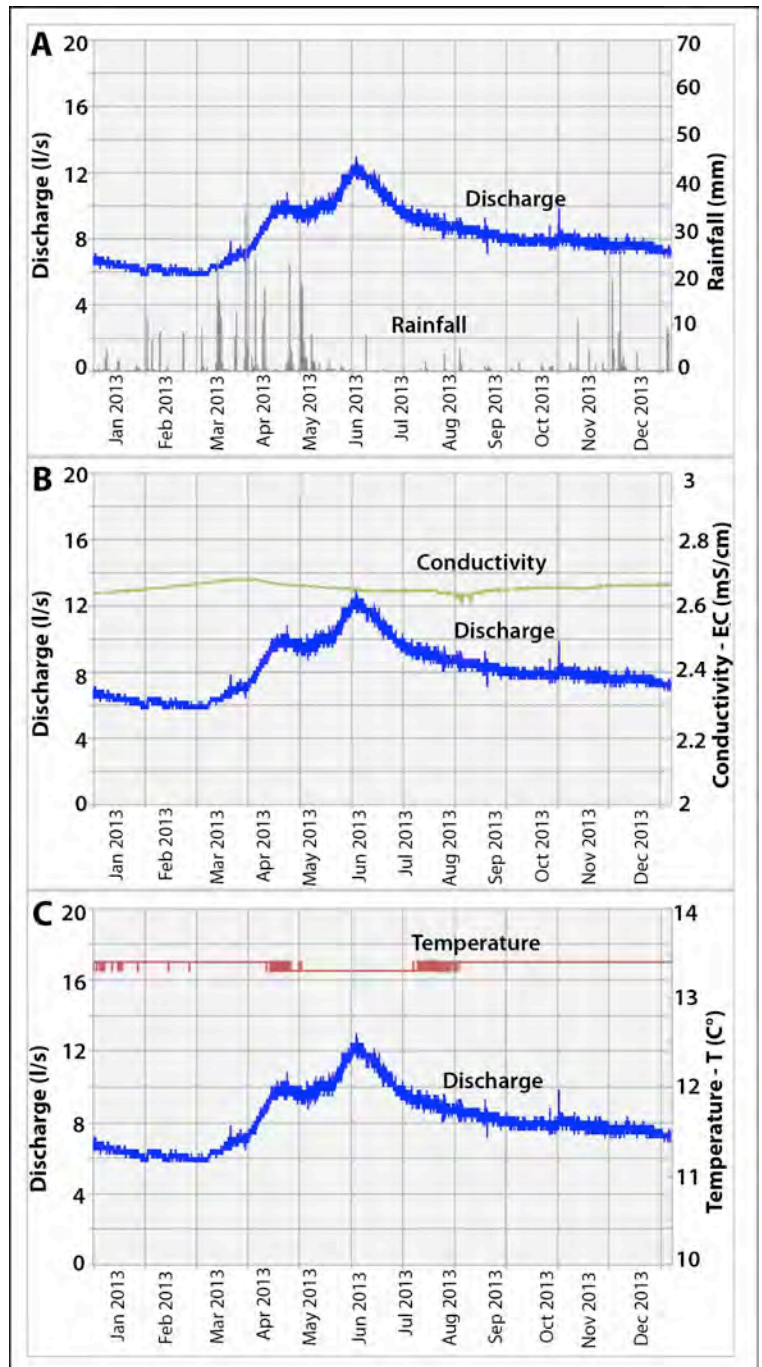 A
20
16
12
8
4
0
Discharge (l/s)
70
60
50
40
30
20
10
0
Rainfall (mm)
Discharge
Rainfall
Jan 2013
Feb 2013
Mar 2013
Apr 2013
May 2013
Jun 2013
Jul 2013
Aug 2013
Sep 2013
Oct 2013
Nov 2013
Dec 2013
B
20
16
12
8
4
0
Discharge (l/s)
3
2.8
2.6
2.4
2.2
2
Conductivity - EC (mS/cm)
Conductivity
Discharge
Jan 2013
Feb 2013
Mar 2013
Apr 2013
May 2013
Jun 2013
Jul 2013
Aug 2013
Sep 2013
Oct 2013
Nov 2013
Dec 2013
C
20
16
12
8
4
0
Discharge (l/s)
14
13
12
11
10
Temperature - T (C°)
Temperature
Discharge
Jan 2013
Feb 2013
Mar 2013
Apr 2013
May 2013
Jun 2013
Jul 2013
Aug 2013
Sep 2013
Oct 2013
Nov 2013
Dec 2013